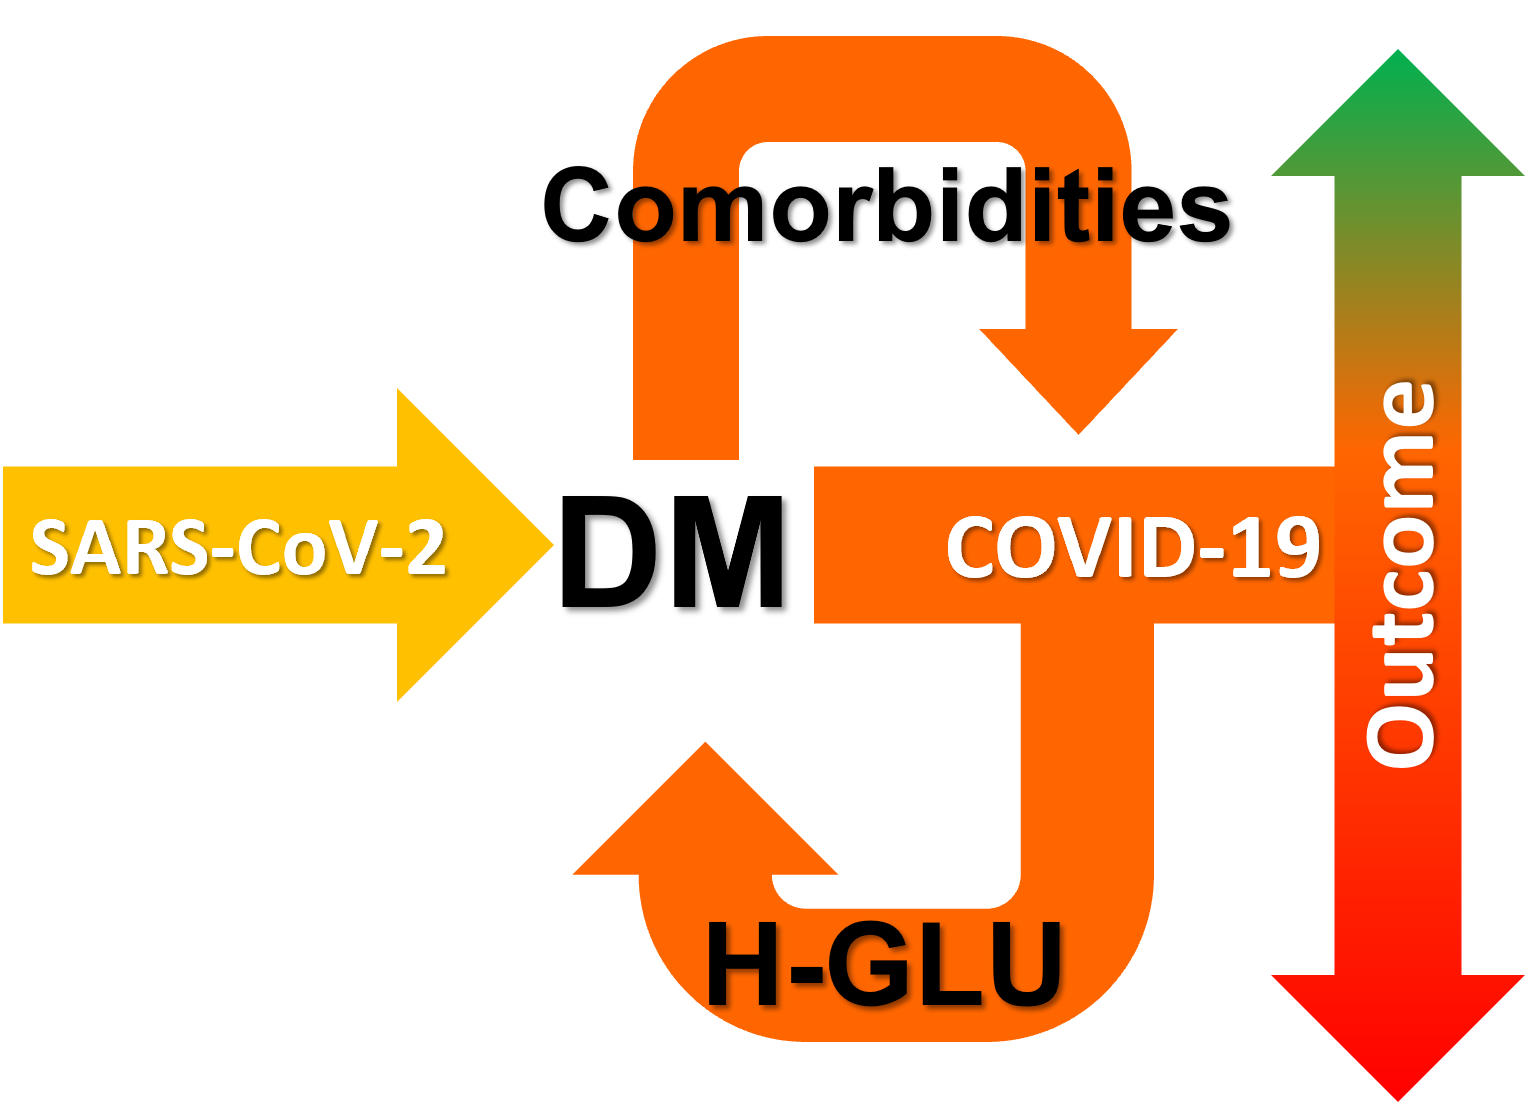 Comorbidities
SARS-CoV-2
DM
COVID-19
Outcome
H-GLU